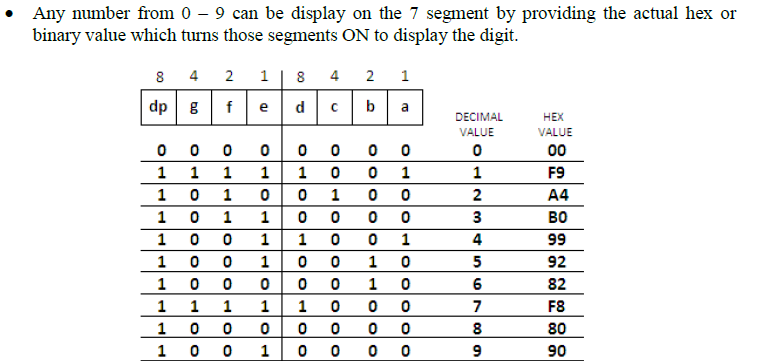 • Any number from 0 – 9 can be display on the 7 segment by providing the actual hex or
binary value which turns those segments ON to display the digit.
8 4 2 1 8 4 2 1
dp g f e d c b a DECIMAL VALUE HEX VALUE
0 0 0 0 0 0 0 0 0 00
1 1 1 1 1 0 0 1 1 F9
1 0 1 0 0 1 0 0 2 A4
1 0 1 1 0 0 0 0 3 B0
1 0 0 1 1 0 0 1 4 99
1 0 0 1 0 0 1 0 5 92
1 0 0 0 0 0 1 0 6 82
1 1 1 1 1 0 0 0 7 F8
1 0 0 0 0 0 0 0 8 80
1 0 0 1 0 0 0 0 9 90